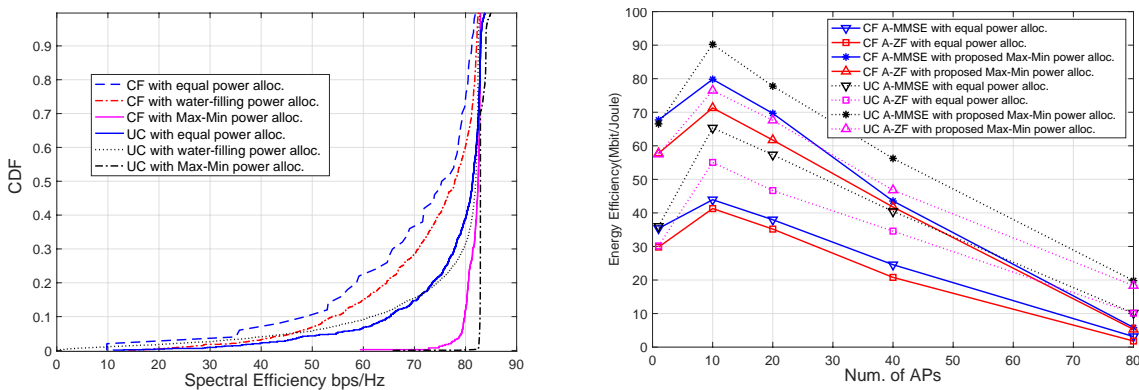 0.9
0.8
0.7
0.6
0.5
0.4
0.3
0.2
0.1
0
CDF
CF with equal power alloc.
CF with water-filling power alloc.
CF with Max-Min power alloc.
UC with equal power alloc.
UC with water-filling power alloc.
UC with Max-Min power alloc.
0 10 20 30 40 50 60 70 80 90
Spectral Efficiency bps/Hz
100
90
80
70
60
50
40
30
20
10
0
Energy Efficiency(Mbit/Joule)
CF A-MMSE with equal power alloc.
CF A-ZF with equal power alloc.
CF A-MMSE with proposed Max-Min power alloc.
CF A-ZF with proposed Max-Min power alloc.
UC A-MMSE with equal power alloc.
UC A-ZF with equal power alloc.
UC A-MMSE with proposed Max-Min power alloc.
UC A-ZF with proposed Max-Min power alloc.
0 10 20 30 40 50 60 70 80
Num. of APs